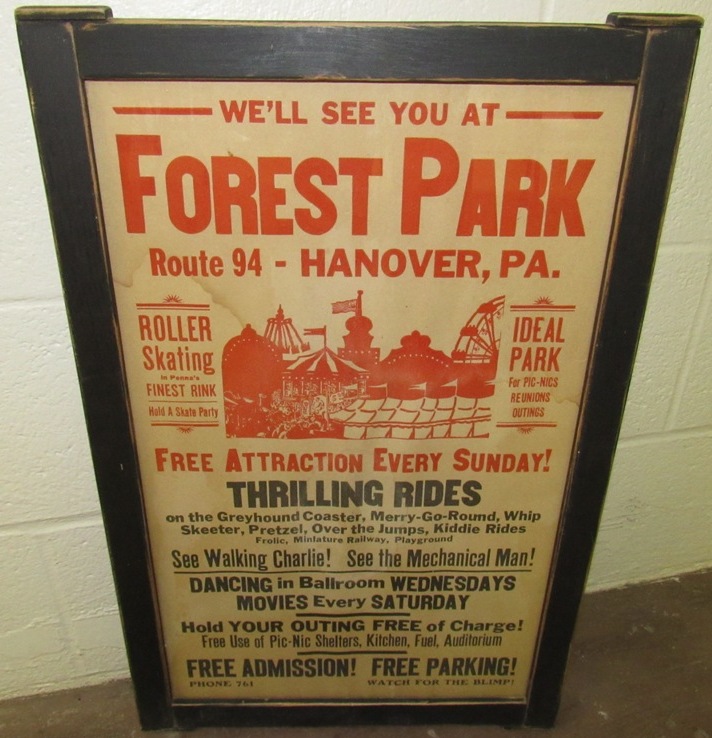 WE'LL SEE YOU AT
FOREST PARK
Route 94 - HANOVER, PA.
ROLLER
Skating
In Penna's
FINEST RINK
Hold A Skate Party
IDEAL
PARK
For PIC-NICS
REUNIONS
OUTINGS
FREE ATTRACTION EVERY SUNDAY!
THRILLING RIDES
on the Greyhound Coaster, Merry-Go-Round, Whip
Skeeter, Pretzel, Over the Jumps, Kiddie Rides
Frolic, Miniature Railway, Playground
See Walking Charlie! See the Mechanical Man!
DANCING in Ballroom WEDNESDAYS
MOVIES Every SATURDAY
Hold YOUR OUTING FREE of Charge!
Free Use of Pic-Nic Shelters, Kitchen, Fuel, Auditorium
FREE ADMISSION! FREE PARKING!
PHONE 761 WATCH FOR THE BLIMP!